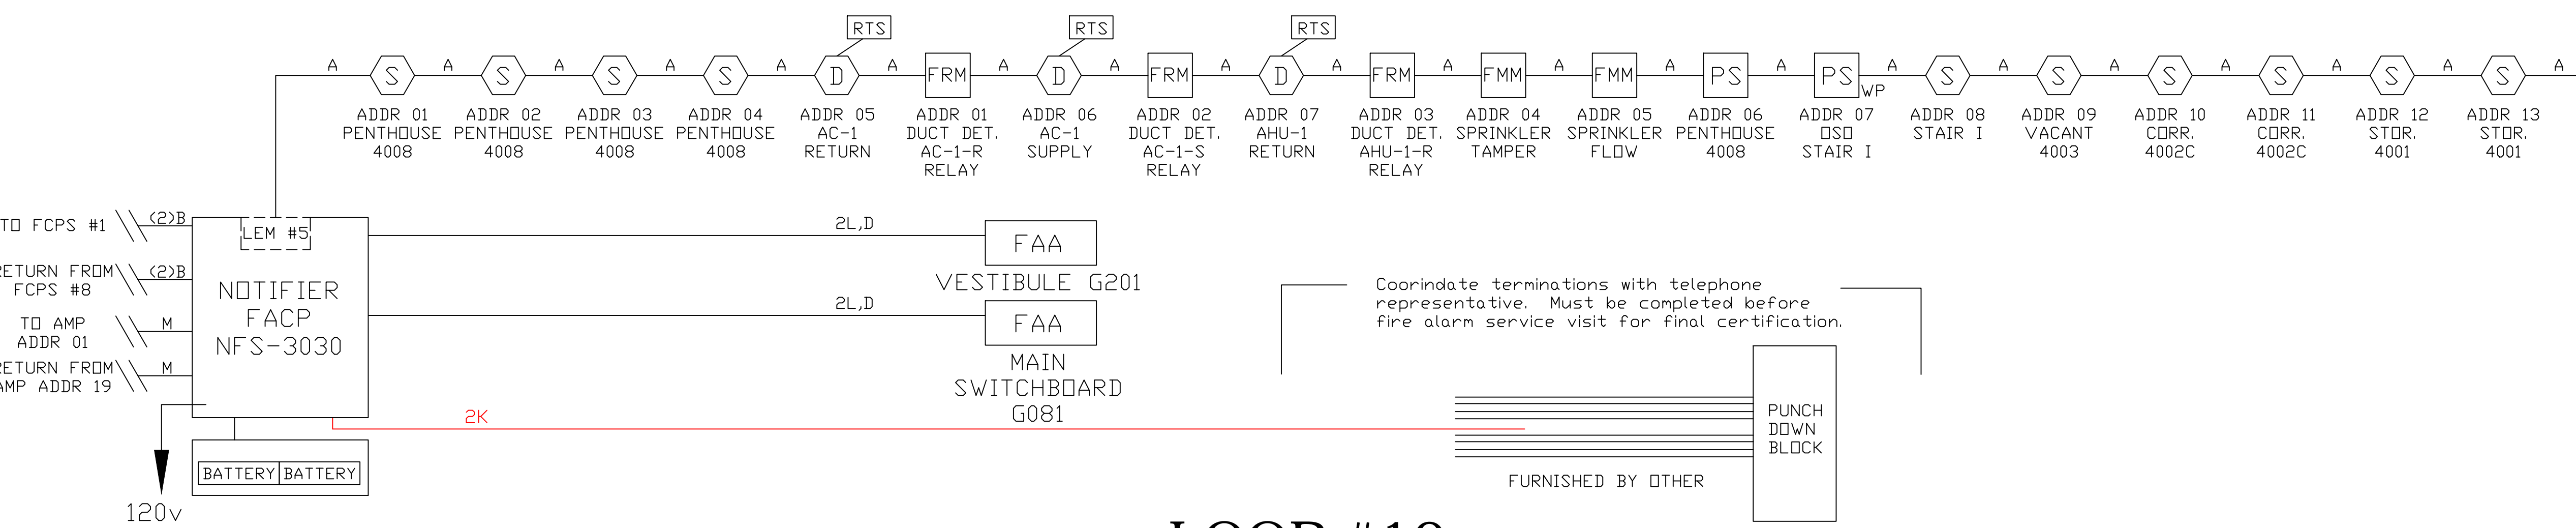 RTS
RTS
RTS
A A A A A A A A A A A A A A A A A A A A A
S S S S D FRM D FRM D FRM FMM FMM PS PS S S S S S S
WP
ADDR 01
PENTHOUSE
4008
ADDR 02
PENTHOUSE
4008
ADDR 03
PENTHOUSE
4008
ADDR 04
PENTHOUSE
4008
ADDR 05
AC-1
RETURN
ADDR 01
DUCT DET.
AC-1-R
RELAY
ADDR 06
AC-1
SUPPLY
ADDR 02
DUCT DET.
AC-1-S
RELAY
ADDR 07
AHU-1
RETURN
ADDR 03
DUCT DET.
AHU-1-R
RELAY
ADDR 04
SPRINKLER
TAMPER
ADDR 05
SPRINKLER
FLOW
ADDR 06
PENTHOUSE
4008
ADDR 07
OSO
STAIR I
ADDR 08
STAIR I
ADDR 09
VACANT
4003
ADDR 10
CORR.
4002C
ADDR 11
CORR.
4002C
ADDR 12
STOR.
4001
ADDR 13
STOR.
4001
TO FCPS #1
(2)B
RETURN FROM
FCPS #8
(2)B
TO AMP
ADDR 01
M
RETURN FROM
AMP ADDR 19
M
LEM #5
NOTIFIER
FACP
NFS-3030
2L,D
FAA
VESTIBULE G201
2L,D
FAA
MAIN
SWITCHBOARD
G081
2K
BATTERY BATTERY
120v
Coorindate terminations with telephone
representative. Must be completed before
fire alarm service visit for final certification.
PUNCH
DOWN
BLOCK
FURNISHED BY OTHER
LOOP #10